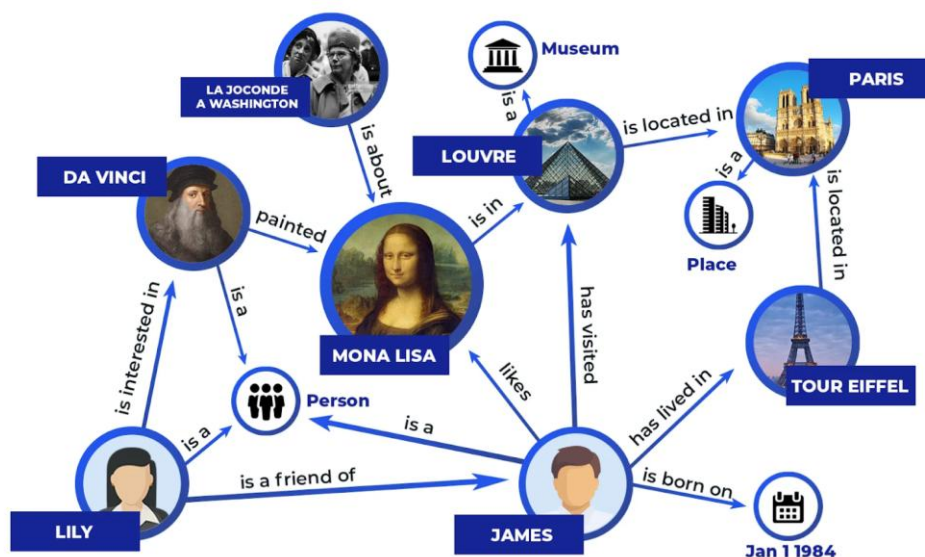 Museum
PARIS
LA JOCONDE
A WASHINGTON
is a
is located in
LOUVRE
is about
is a
is located in
DA VINCI
painted
is in
Place
is a
has visited
MONA LISA
is interested in
likes
TOUR EIFFEL
Person
is a
is a
has lived in
is a friend of
is born on
LILY
JAMES
Jan 1 1984